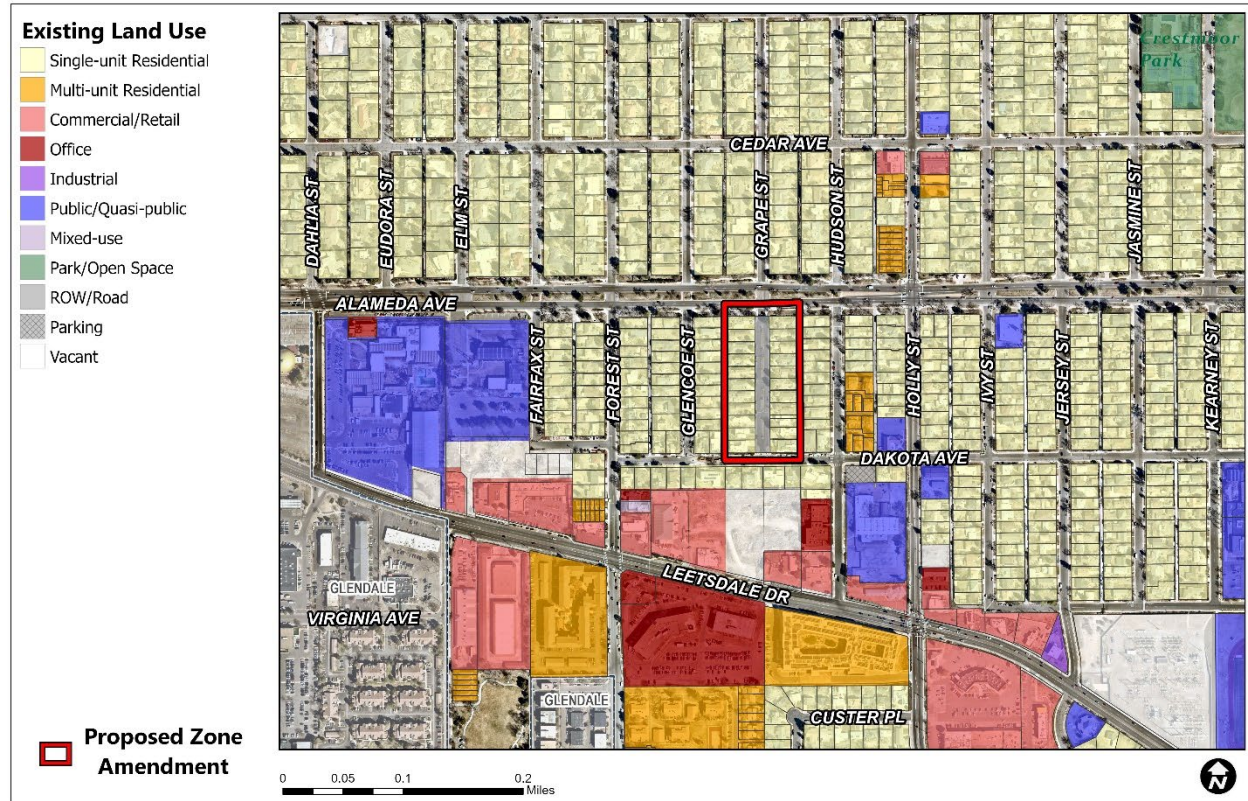 Existing Land Use
Single-unit Residential
Multi-unit Residential
Commercial/Retail
Office
Industrial
Public/Quasi-public
Mixed-use
Park/Open Space
ROW/Road
Parking
Vacant
Proposed Zone
Amendment
Crestmoor
Park
CEDAR AVE
DAHLIA ST
EUDORA ST
ELM ST
GRAPE ST
HUDSON ST
JASMINE ST
ALAMEDA AVE
FAIRFAX ST
FOREST ST
GLENCOE ST
HOLLY ST
IVY ST
JERSEY ST
KEARNEY ST
DAKOTA AVE
LEETSDALE DR
GLENDALE
VIRGINIA AVE
GLENDALE
CUSTER PL
0 0.05 0.1 0.2
Miles
N